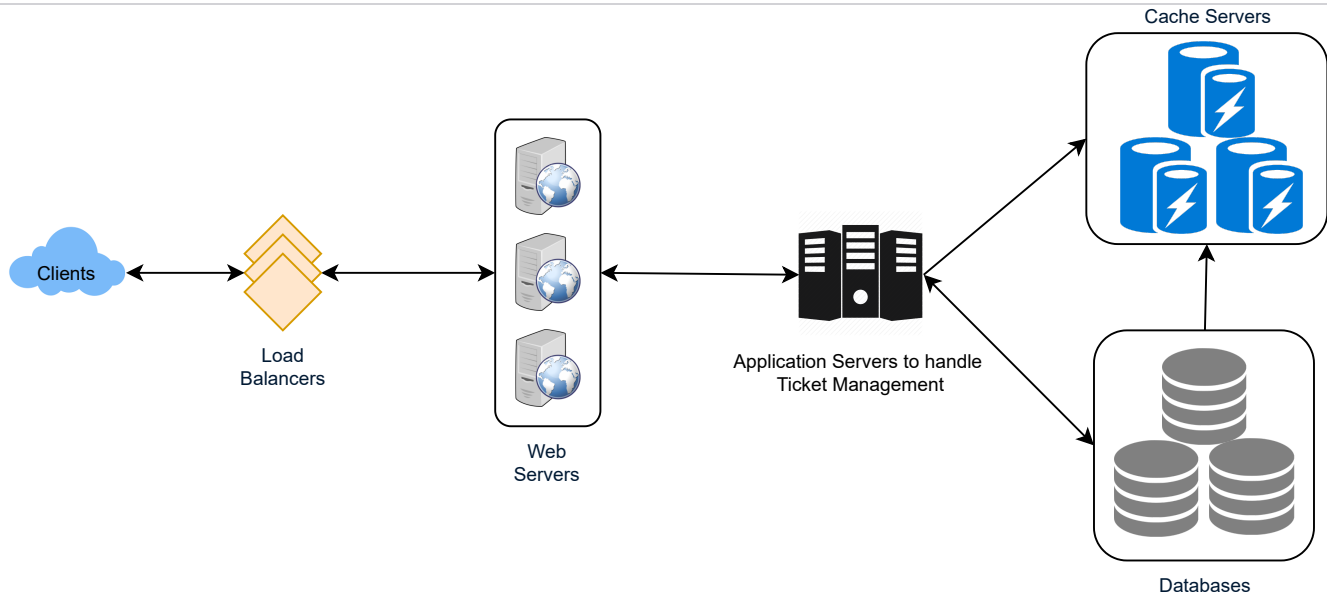 Cache Servers
Clients
Load
Balancers
Web
Servers
Application Servers to handle
Ticket Management
Databases